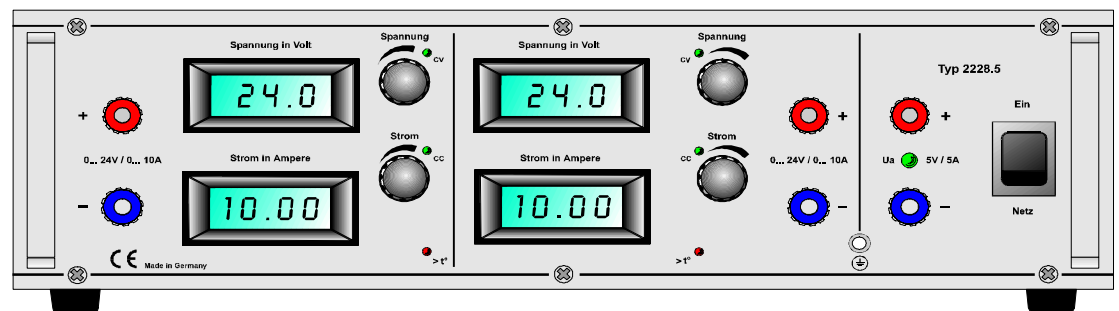 Spannung in Volt
Spannung
CV
24.0
+
0... 24V / 0... 10A
Strom in Ampere
Strom
CC
10.00
−
CE Made in Germany
> t°
Spannung in Volt
Spannung
CV
24.0
Strom in Ampere
Strom
CC
10.00
> t°
+
0... 24V / 0... 10A
−
Typ 2228.5
+
Ua 5V / 5A
−
Ein
Netz